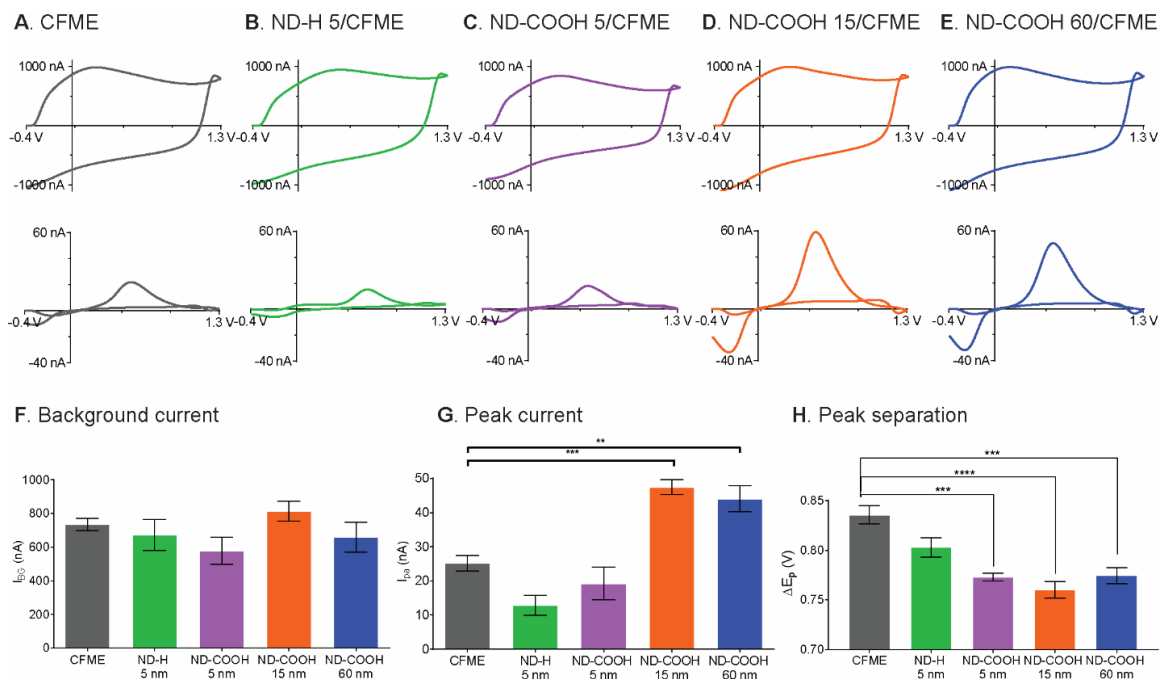 A. CFME
B. ND-H 5/CFME
C. ND-COOH 5/CFME
D. ND-COOH 15/CFME
E. ND-COOH 60/CFME
1000 nA
-0.4 V
1.3 V
-1000 nA
1000 nA
-0.4 V
1.3 V
-1000 nA
1000 nA
-0.4 V
1.3 V
-1000 nA
1000 nA
-0.4 V
1.3 V
-1000 nA
1000 nA
-0.4 V
1.3 V
-1000 nA
60 nA
-0.4 V
1.3 V
-40 nA
60 nA
-0.4 V
1.3 V
-40 nA
60 nA
-0.4 V
1.3 V
-40 nA
60 nA
-0.4 V
1.3 V
-40 nA
60 nA
-0.4 V
1.3 V
-40 nA
F. Background current
I_BG (nA)
1000
800
600
400
200
0
CFME
ND-H
5 nm
ND-COOH
5 nm
ND-COOH
15 nm
ND-COOH
60 nm
G. Peak current
**
***
I_pa (nA)
50
40
30
20
10
0
CFME
ND-H
5 nm
ND-COOH
5 nm
ND-COOH
15 nm
ND-COOH
60 nm
H. Peak separation
***
****
***
ΔE_p (V)
0.85
0.80
0.75
0.70
CFME
ND-H
5 nm
ND-COOH
5 nm
ND-COOH
15 nm
ND-COOH
60 nm